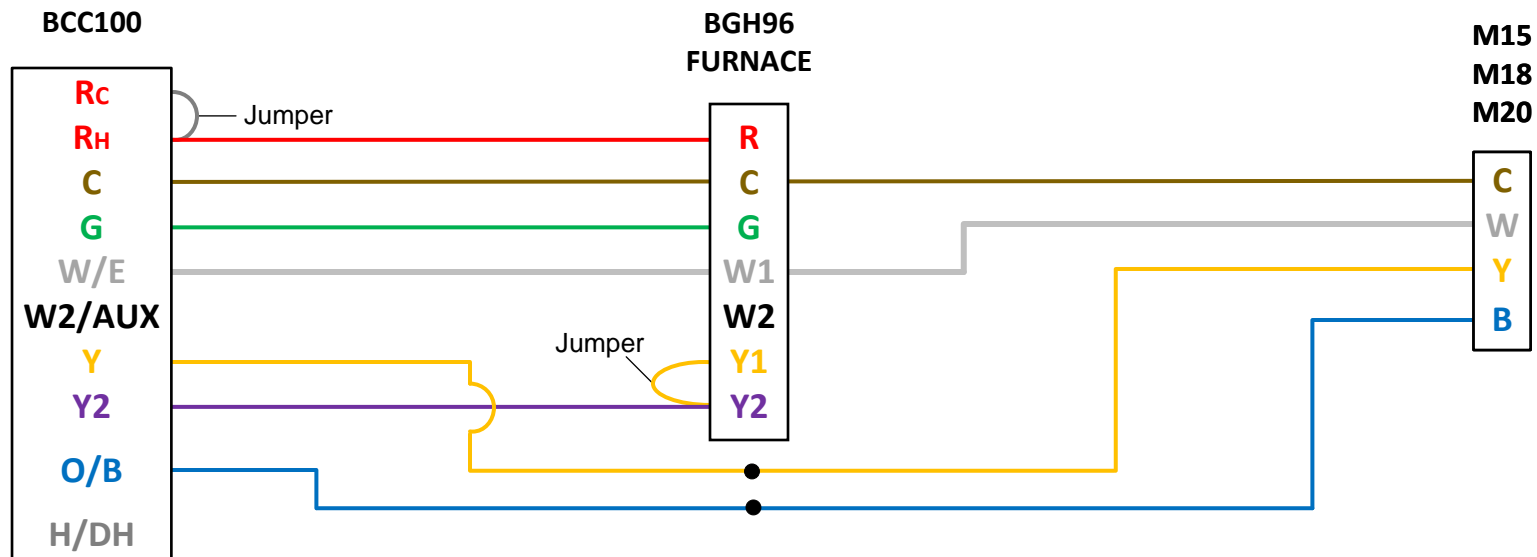 BCC100
RC
RH
C
G
W/E
W2/AUX
Y
Y2
O/B
H/DH
Jumper
BGH96
FURNACE
R
C
G
W1
W2
Y1
Y2
Jumper
M15
M18
M20
C
W
Y
B